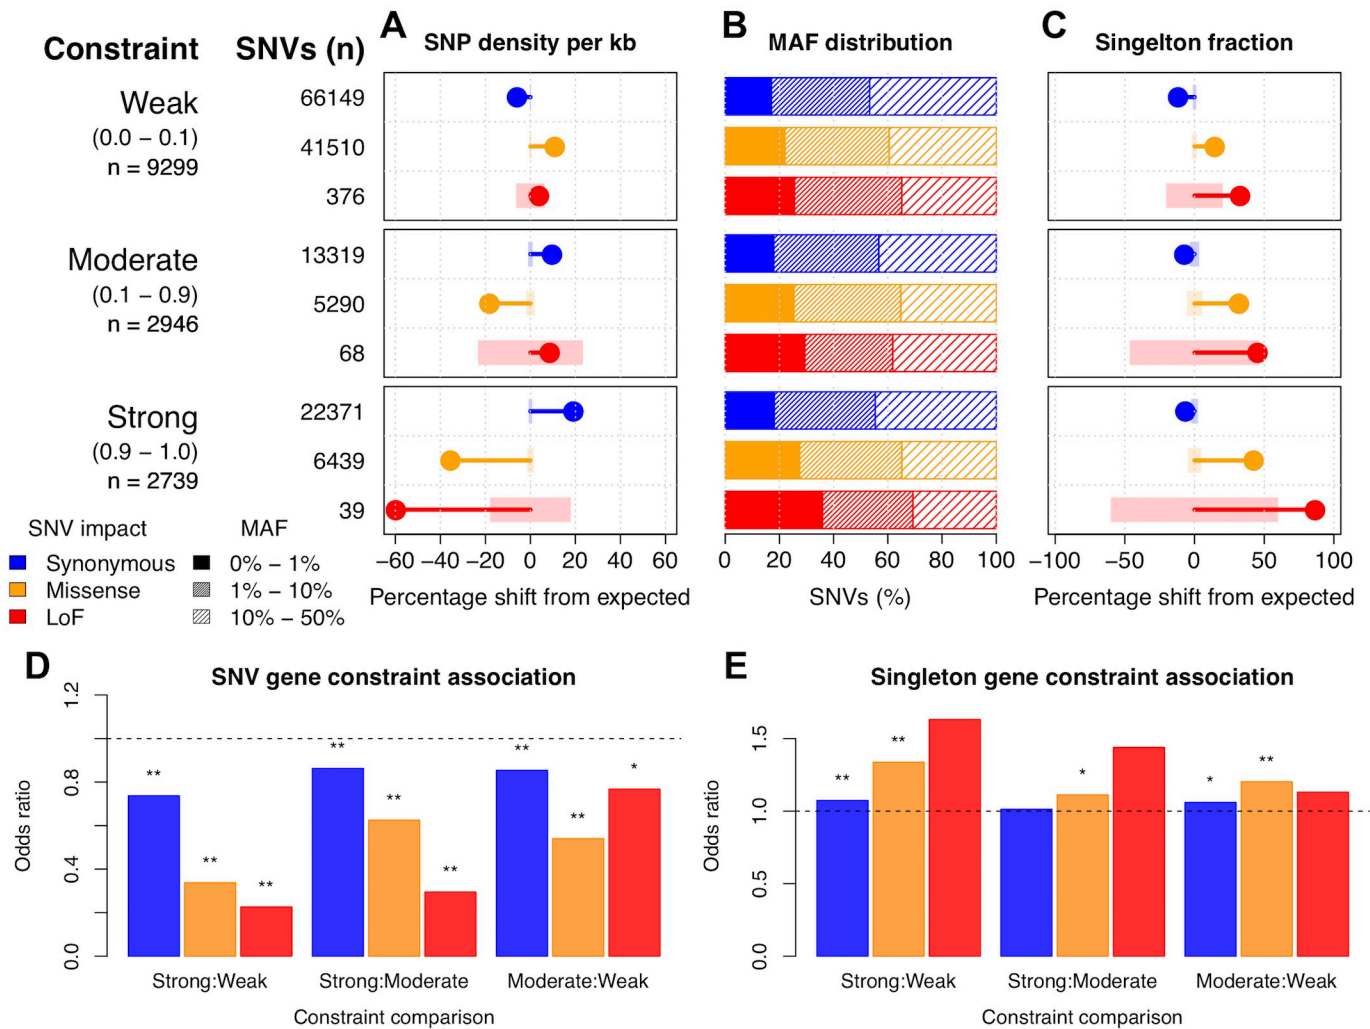 A
B
C
Constraint
SNVs (n)
SNP density per kb
MAF distribution
Singelton fraction
Weak
(0.0 − 0.1)
n = 9299
66149
41510
376
Moderate
(0.1 − 0.9)
n = 2946
13319
5290
68
Strong
(0.9 − 1.0)
n = 2739
22371
6439
39
SNV impact
MAF
Synonymous
0% − 1%
Missense
1% − 10%
LoF
10% − 50%
−60 −40 −20 0 20 40 60
Percentage shift from expected
0 20 40 60 80 100
SNVs (%)
−100 −50 0 50 100
Percentage shift from expected
D
SNV gene constraint association
Odds ratio
1.2
0.8
0.4
0.0
** ** **
** ** **
** ** *
Strong:Weak
Strong:Moderate
Moderate:Weak
Constraint comparison
E
Singleton gene constraint association
Odds ratio
1.5
1.0
0.5
0.0
** **
*
* **
Strong:Weak
Strong:Moderate
Moderate:Weak
Constraint comparison